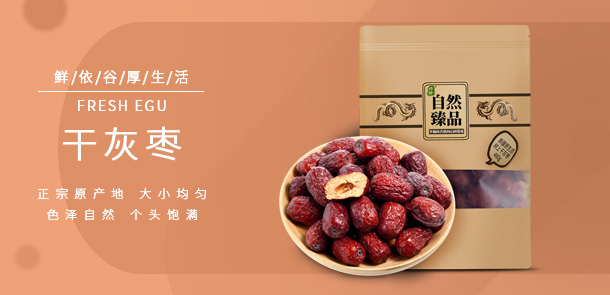 鲜/依/谷/厚/生/活
FRESH EGU
干灰枣
正宗原产地 大小均匀
色泽自然 个头饱满
自然
臻品